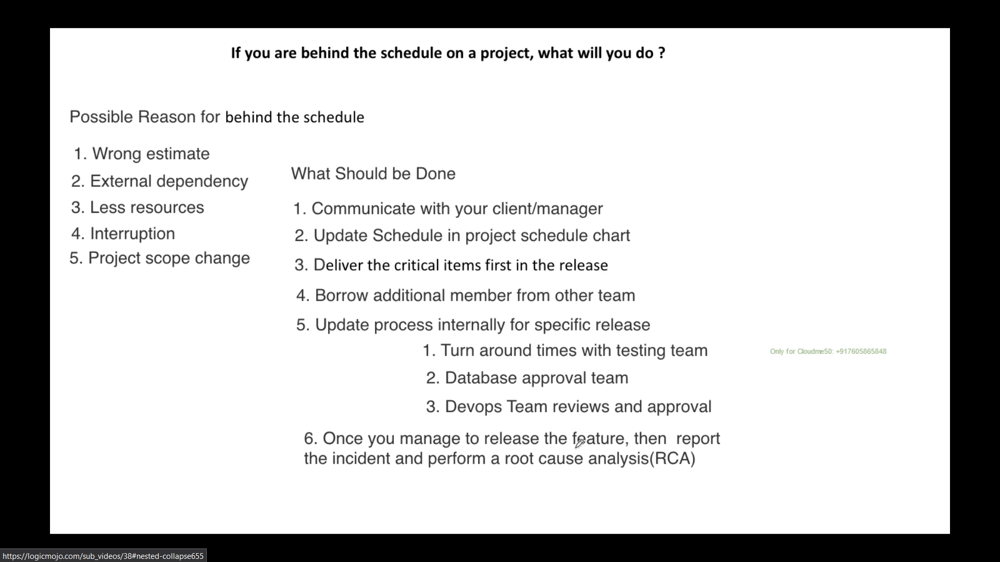 If you are behind the schedule on a project, what will you do ?
Possible Reason for behind the schedule
1. Wrong estimate
2. External dependency
3. Less resources
4. Interruption
5. Project scope change
What Should be Done
1. Communicate with your client/manager
2. Update Schedule in project schedule chart
3. Deliver the critical items first in the release
4. Borrow additional member from other team
5. Update process internally for specific release
1. Turn around times with testing team
2. Database approval team
3. Devops Team reviews and approval
6. Once you manage to release the feature, then  report
the incident and perform a root cause analysis(RCA)
Only for Cloudme50: +917605865848
https://logicmojo.com/sub_videos/38#nested-collapse655